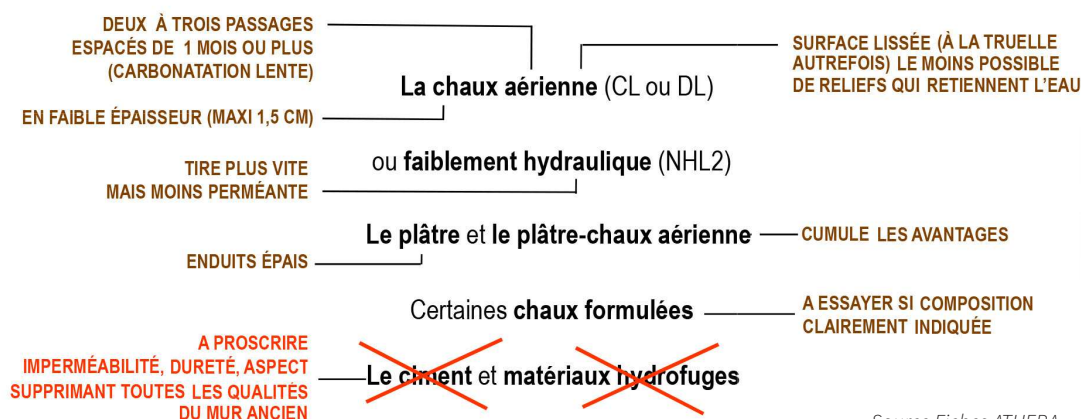 DEUX À TROIS PASSAGES
ESPACÉS DE 1 MOIS OU PLUS
(CARBONATATION LENTE)
SURFACE LISSÉE (À LA TRUELLE
AUTREFOIS) LE MOINS POSSIBLE
DE RELIEFS QUI RETIENNENT L'EAU
La chaux aérienne (CL ou DL)
EN FAIBLE ÉPAISSEUR (MAXI 1,5 CM)
ou faiblement hydraulique (NHL2)
TIRE PLUS VITE
MAIS MOINS PERMÉANTE
Le plâtre et le plâtre-chaux aérienne
CUMULE LES AVANTAGES
ENDUITS ÉPAIS
Certaines chaux formulées
A ESSAYER SI COMPOSITION
CLAIREMENT INDIQUÉE
A PROSCRIRE
IMPERMÉABILITÉ, DURETÉ, ASPECT
SUPPRIMANT TOUTES LES QUALITÉS
DU MUR ANCIEN
Le ciment et matériaux hydrofuges